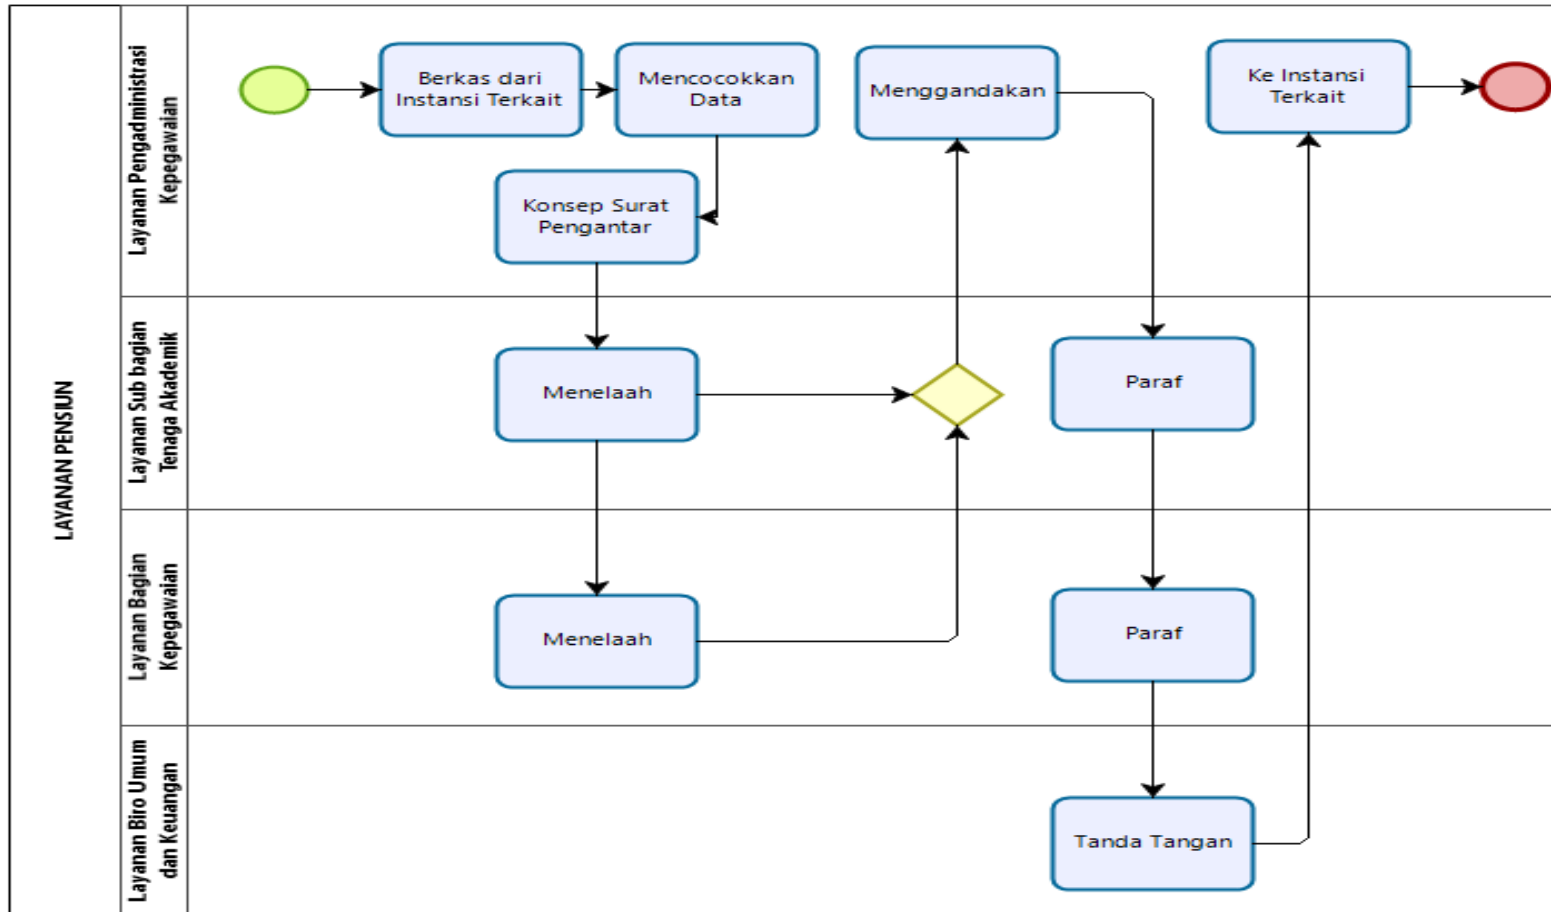 LAYANAN PENSIUN
Layanan Pengadministrasi
Kepegawaian
Berkas dari
Instansi Terkait
Mencocokkan
Data
Konsep Surat
Pengantar
Menggandakan
Ke Instansi
Terkait
Layanan Sub bagian
Tenaga Akademik
Menelaah
Paraf
Layanan Bagian
Kepegawaian
Menelaah
Paraf
Layanan Biro Umum
dan Keuangan
Tanda Tangan